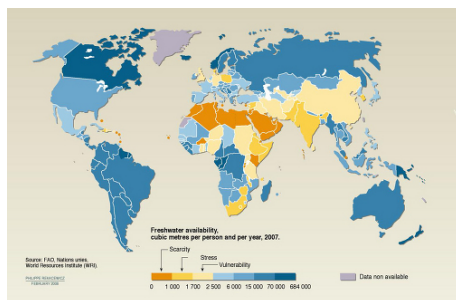 Freshwater availability,
cubic metres per person and per year, 2007.
Scarcity
Stress
Vulnerability
0 1 000 1 700 2 500 6 000 15 000 70 000 684 000
Data non available
Source: FAO, Nations unies,
World Resources Institute (WRI).
PHILIPPE REKACEWICZ
FEBRUARY 2008